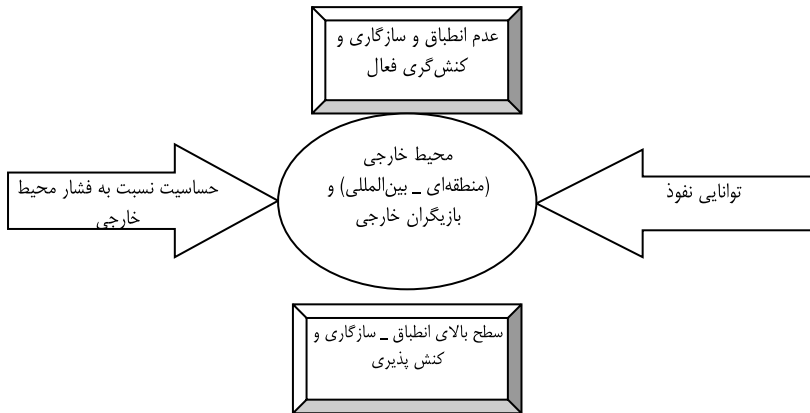 عدم انطباق و سازگاری و
کنش‌گری فعال
محیط خارجی
(منطقه‌ای _ بین‌المللی) و
بازیگران خارجی
توانایی نفوذ
حساسیت نسبت به فشار محیط
خارجی
سطح بالای انطباق _ سازگاری و
کنش پذیری